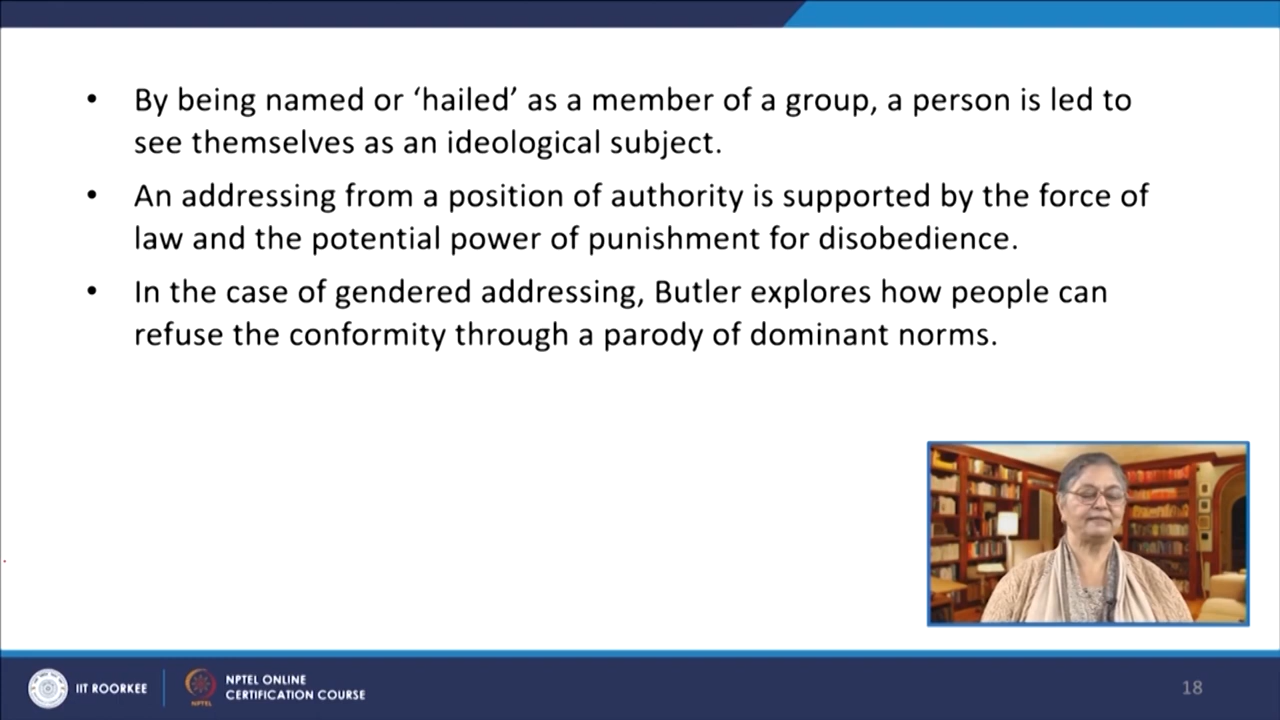 • By being named or ‘hailed’ as a member of a group, a person is led to
see themselves as an ideological subject.
• An addressing from a position of authority is supported by the force of
law and the potential power of punishment for disobedience.
• In the case of gendered addressing, Butler explores how people can
refuse the conformity through a parody of dominant norms.
IIT ROORKEE
NPTEL
NPTEL ONLINE
CERTIFICATION COURSE
18